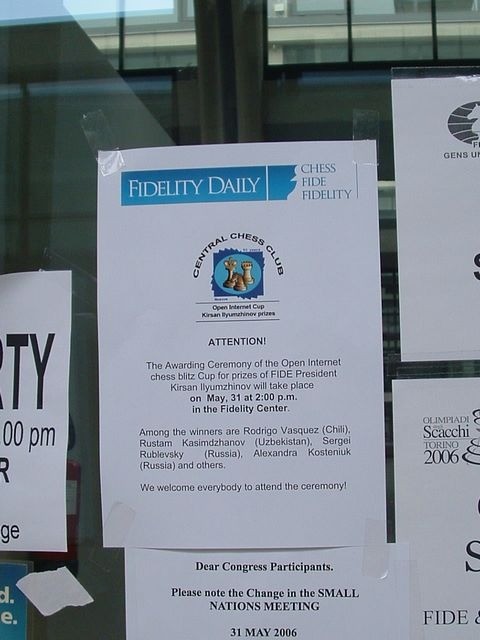 FIDELITY DAILY
CHESS
FIDE
FIDELITY
CENTRAL CHESS CLUB
Open Internet Cup
Kirsan Ilyumzhinov prizes
ATTENTION!
The Awarding Ceremony of the Open Internet
chess blitz Cup for prizes of FIDE President
Kirsan Ilyumzhinov will take place
on May, 31 at 2:00 p.m.
in the Fidelity Center.
Among the winners are Rodrigo Vasquez (Chili),
Rustam Kasimdzhanov (Uzbekistan), Sergei
Rublevsky (Russia), Alexandra Kosteniuk
(Russia) and others.
We welcome everybody to attend the ceremony!
Dear Congress Participants.
Please note the Change in the SMALL
NATIONS MEETING
31 MAY 2006
RTY
00 pm
R
ge
d.
e.
GENS UN
S
OLIMPIADI
Scacchi
TORINO
2006
S
FIDE &